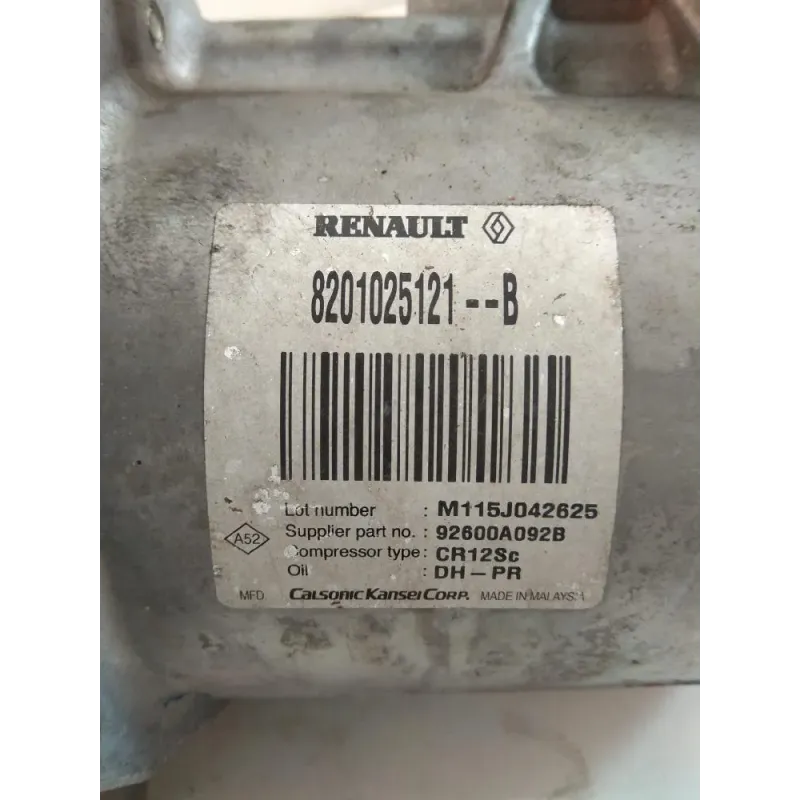 RENAULT
8201025121--B
Lot number : M115J042625
Supplier part no. : 92600A092B
A52
Compressor type: CR12Sc
Oil : DH-PR
MFD. CALSONIC KANSEI CORP. MADE IN MALAYSIA